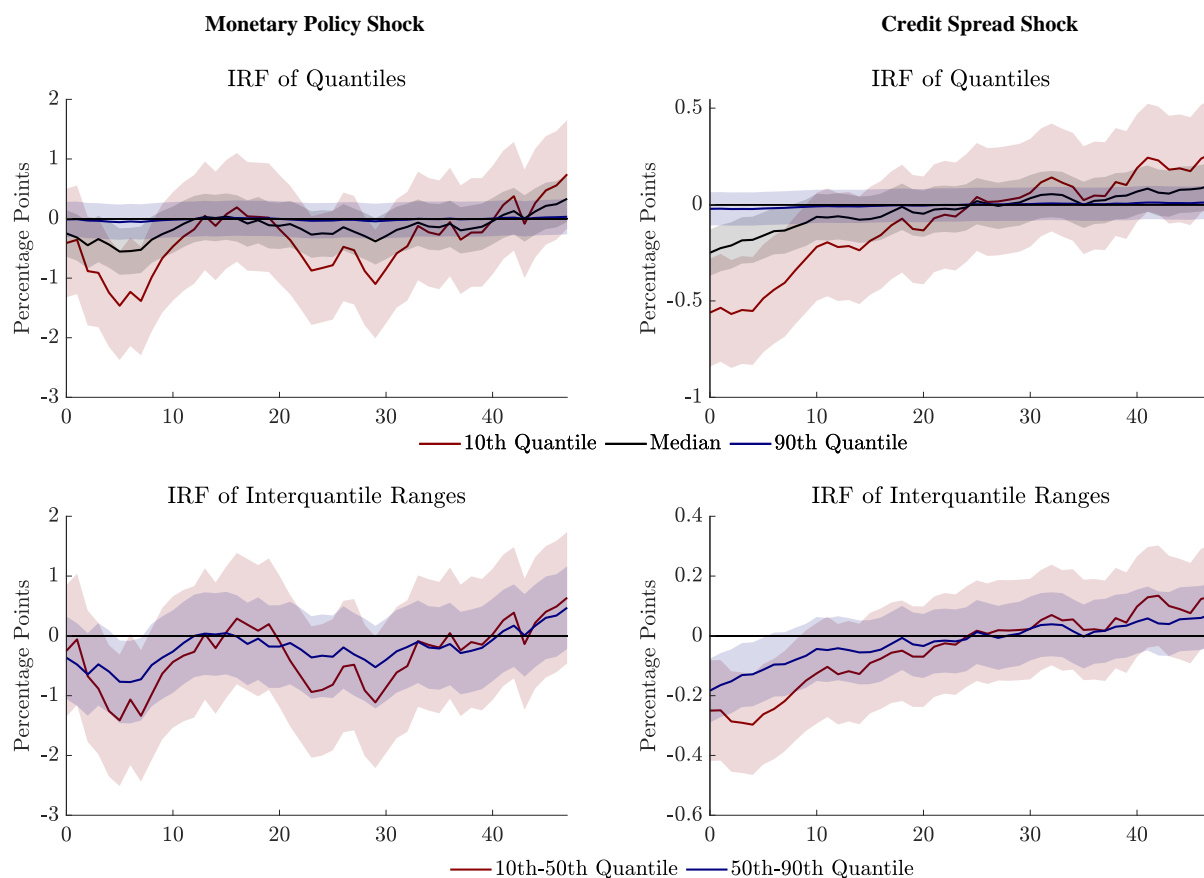 Monetary Policy Shock
Credit Spread Shock
IRF of Quantiles
IRF of Quantiles
Percentage Points
2
1
0
-1
-2
-3
0 10 20 30 40
Percentage Points
0.5
0
-0.5
-1
0 10 20 30 40
10th Quantile Median 90th Quantile
IRF of Interquantile Ranges
IRF of Interquantile Ranges
Percentage Points
2
1
0
-1
-2
-3
0 10 20 30 40
Percentage Points
0.4
0.2
0
-0.2
-0.4
-0.6
0 10 20 30 40
10th-50th Quantile 50th-90th Quantile